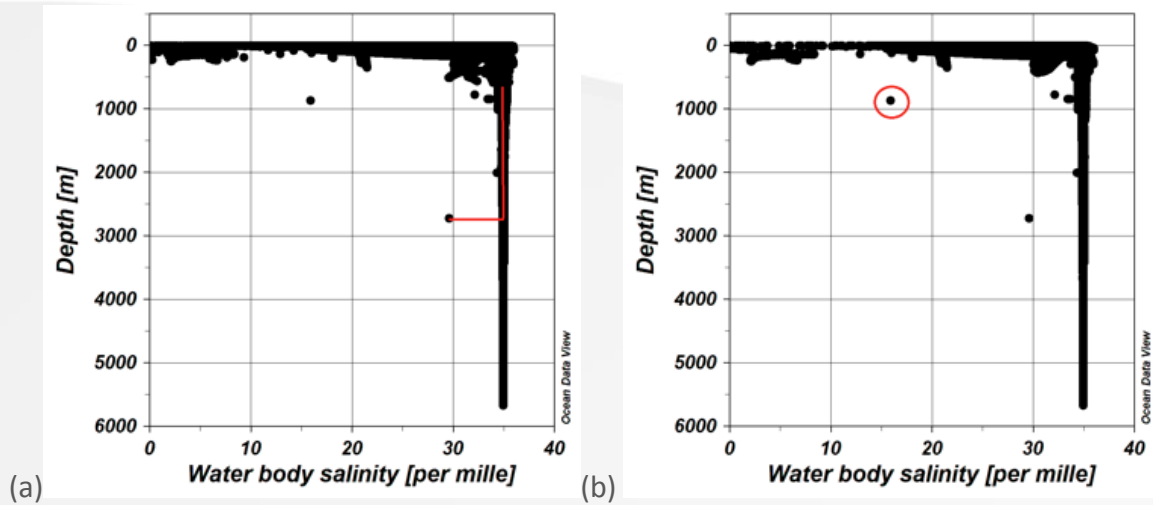 0
1000
2000
3000
4000
5000
6000
Depth [m]
0 10 20 30 40
Water body salinity [per mille]
Ocean Data View
(a)
0
1000
2000
3000
4000
5000
6000
Depth [m]
0 10 20 30 40
Water body salinity [per mille]
Ocean Data View
(b)